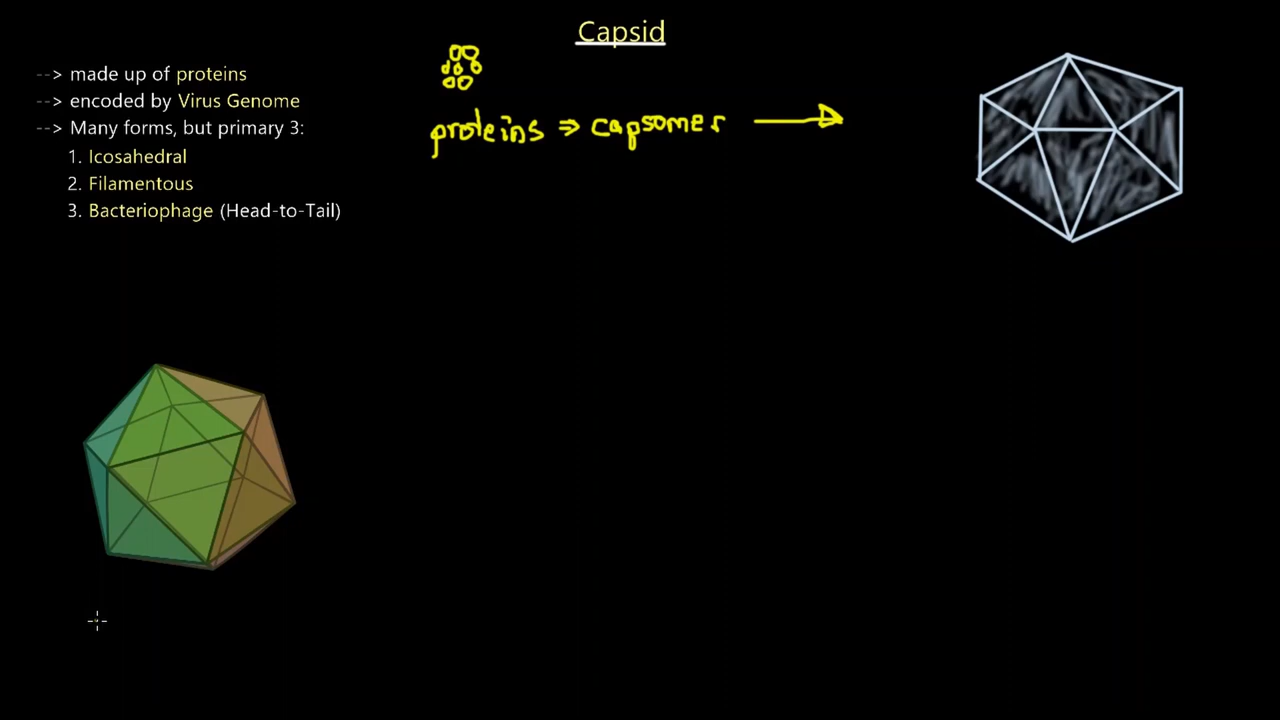 Capsid
--> made up of proteins
--> encoded by Virus Genome
--> Many forms, but primary 3:
1. Icosahedral
2. Filamentous
3. Bacteriophage (Head-to-Tail)
proteins ⇒ capsomer ⟶